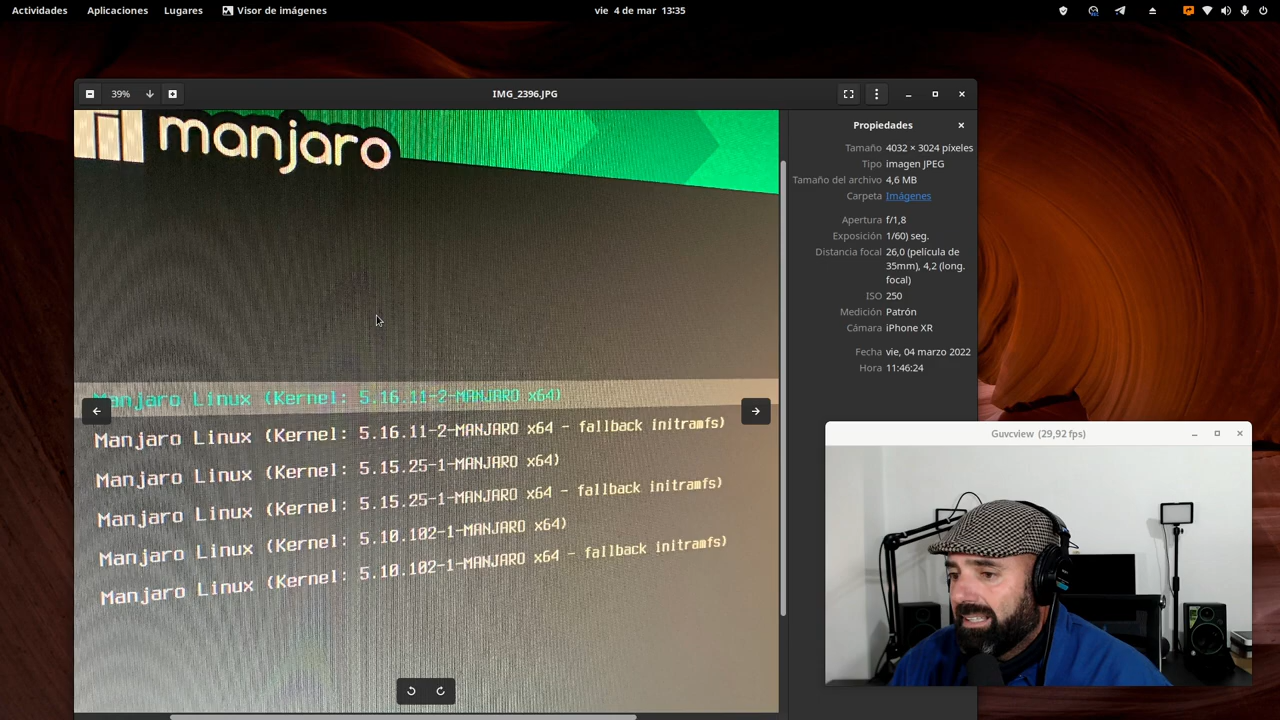 Actividades
Aplicaciones
Lugares
Visor de imágenes
vie 4 de mar 13:35
39%
IMG_2396.JPG
manjaro
Manjaro Linux (Kernel: 5.16.11-2-MANJARO x64)
Manjaro Linux (Kernel: 5.16.11-2-MANJARO x64 - fallback initramfs)
Manjaro Linux (Kernel: 5.15.25-1-MANJARO x64)
Manjaro Linux (Kernel: 5.15.25-1-MANJARO x64 - fallback initramfs)
Manjaro Linux (Kernel: 5.10.102-1-MANJARO x64)
Manjaro Linux (Kernel: 5.10.102-1-MANJARO x64 - fallback initramfs)
Propiedades
Tamaño 4032 × 3024 píxeles
Tipo imagen JPEG
Tamaño del archivo 4,6 MB
Carpeta Imágenes
Apertura f/1,8
Exposición 1/60) seg.
Distancia focal 26,0 (película de
35mm), 4,2 (long.
focal)
ISO 250
Medición Patrón
Cámara iPhone XR
Fecha vie, 04 marzo 2022
Hora 11:46:24
Guvcview (29,92 fps)